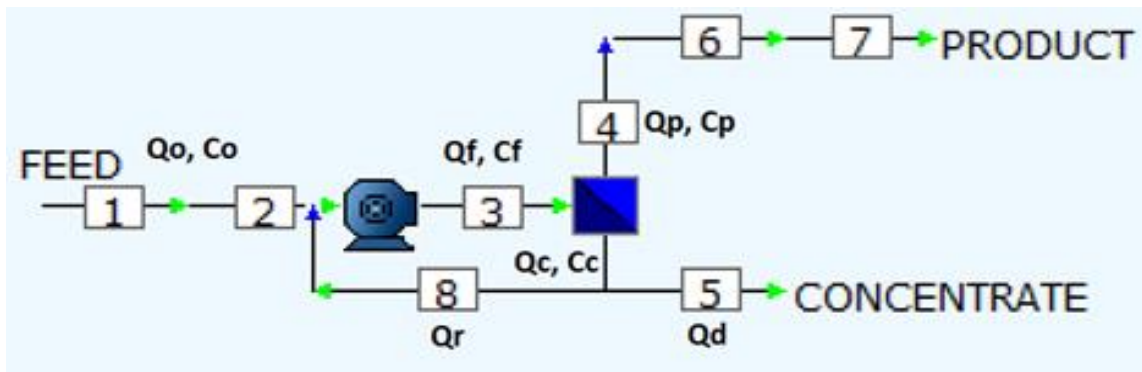 6 7 PRODUCT
4 Qp, Cp
Qo, Co
Qf, Cf
FEED
1 2 3
Qc, Cc
8 5 CONCENTRATE
Qr Qd